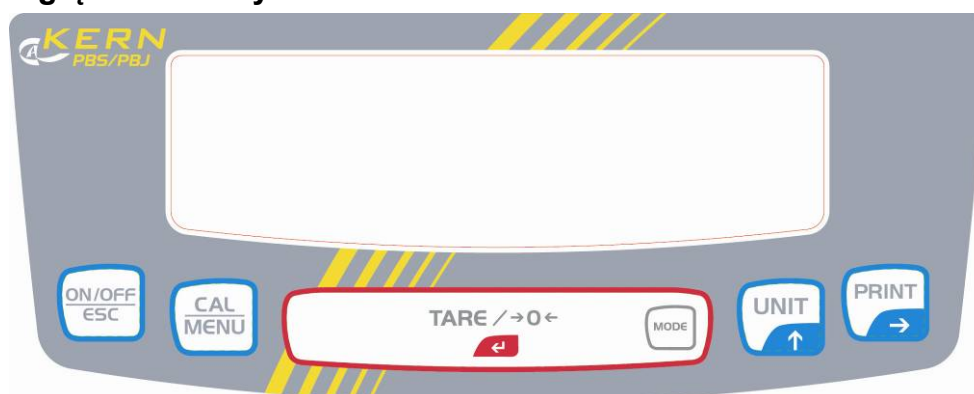 KERN
PBS/PBJ
ON/OFF
ESC
CAL
MENU
TARE / →0←
MODE
UNIT
PRINT